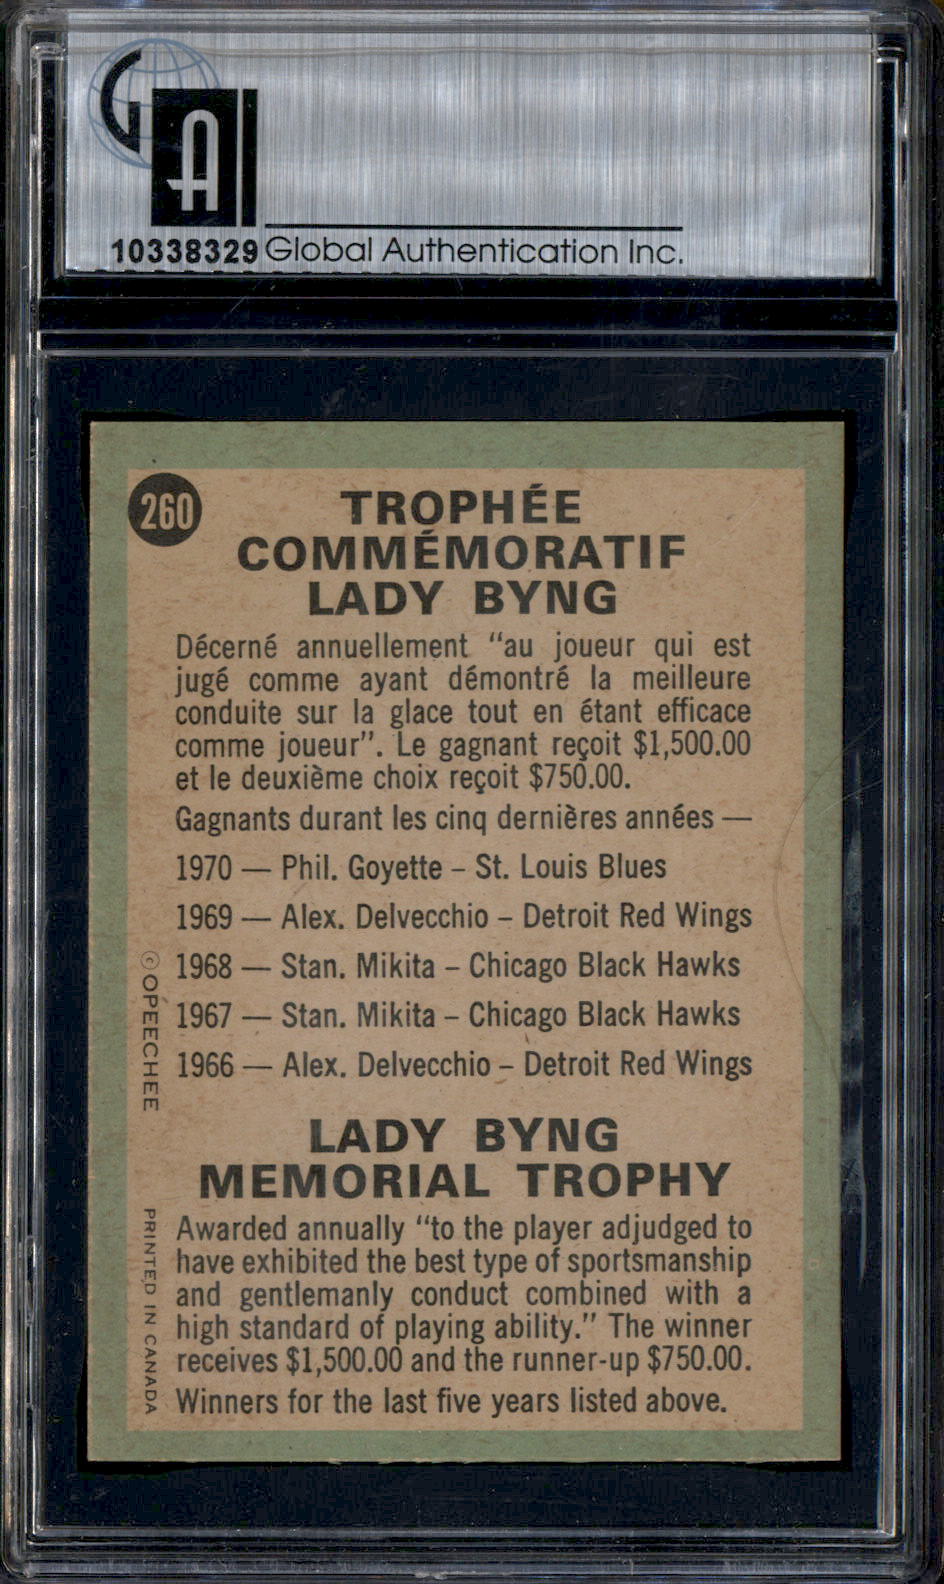 GAI
10338329 Global Authentication Inc.
260
TROPHÉE
COMMÉMORATIF
LADY BYNG
Décerné annuellement “au joueur qui est
jugé comme ayant démontré la meilleure
conduite sur la glace tout en étant efficace
comme joueur”. Le gagnant reçoit $1,500.00
et le deuxième choix reçoit $750.00.
Gagnants durant les cinq dernières années —
1970 — Phil. Goyette – St. Louis Blues
1969 — Alex. Delvecchio – Detroit Red Wings
1968 — Stan. Mikita – Chicago Black Hawks
1967 — Stan. Mikita – Chicago Black Hawks
1966 — Alex. Delvecchio – Detroit Red Wings
LADY BYNG
MEMORIAL TROPHY
Awarded annually “to the player adjudged to
have exhibited the best type of sportsmanship
and gentlemanly conduct combined with a
high standard of playing ability.” The winner
receives $1,500.00 and the runner-up $750.00.
Winners for the last five years listed above.
©OPEECHEE
PRINTED IN CANADA